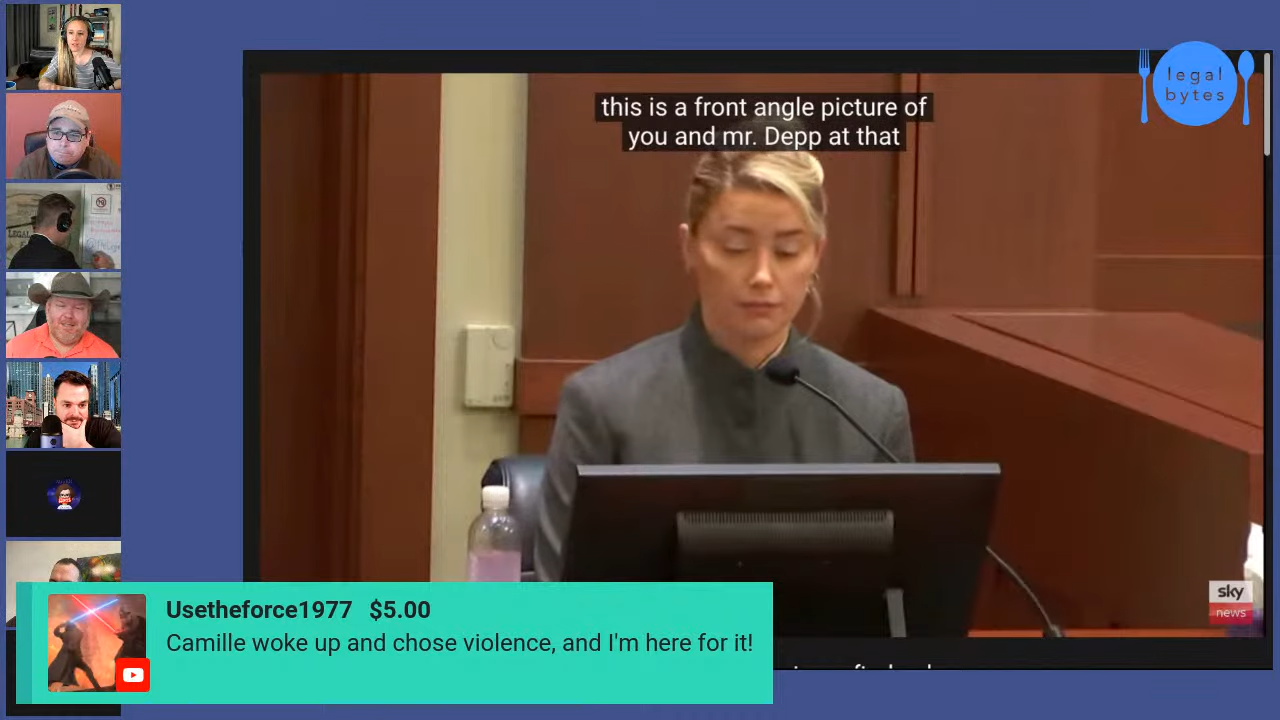 this is a front angle picture of
you and mr. Depp at that
legal
bytes
sky
news
Usetheforce1977 $5.00
Camille woke up and chose violence, and I'm here for it!